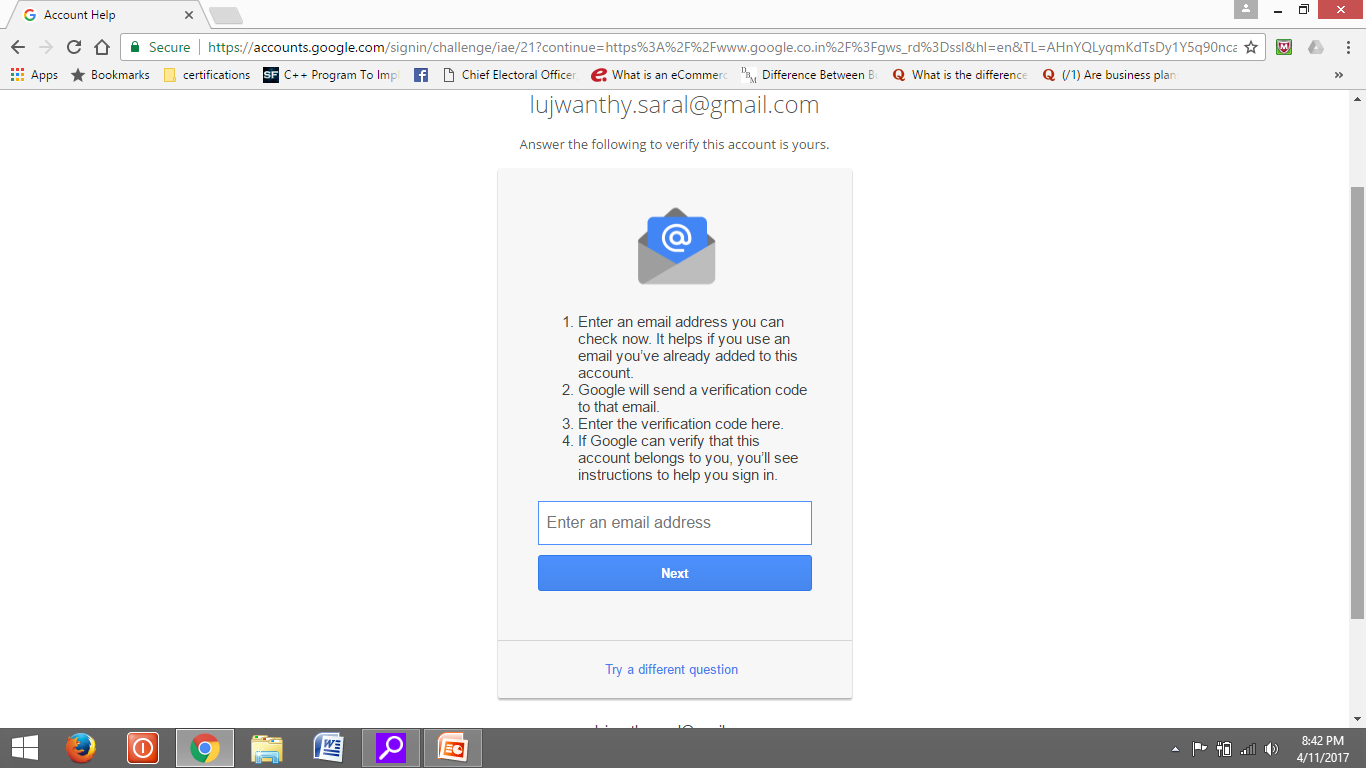 Account Help
Secure
https://accounts.google.com/signin/challenge/iae/21?continue=https%3A%2F%2Fwww.google.co.in%2F%3Fgws_rd%3Dssl&hl=en&TL=AHnYQLyqmKdTsDy1Y5q90nca
Apps Bookmarks certifications SF C++ Program To Impl Chief Electoral Officer What is an eCommerc DBM Difference Between B What is the difference (/1) Are business plan »
lujwanthy.saral@gmail.com
Answer the following to verify this account is yours.
@
1. Enter an email address you can
check now. It helps if you use an
email you've already added to this
account.
2. Google will send a verification code
to that email.
3. Enter the verification code here.
4. If Google can verify that this
account belongs to you, you'll see
instructions to help you sign in.
Enter an email address
Next
Try a different question
8:42 PM
4/11/2017